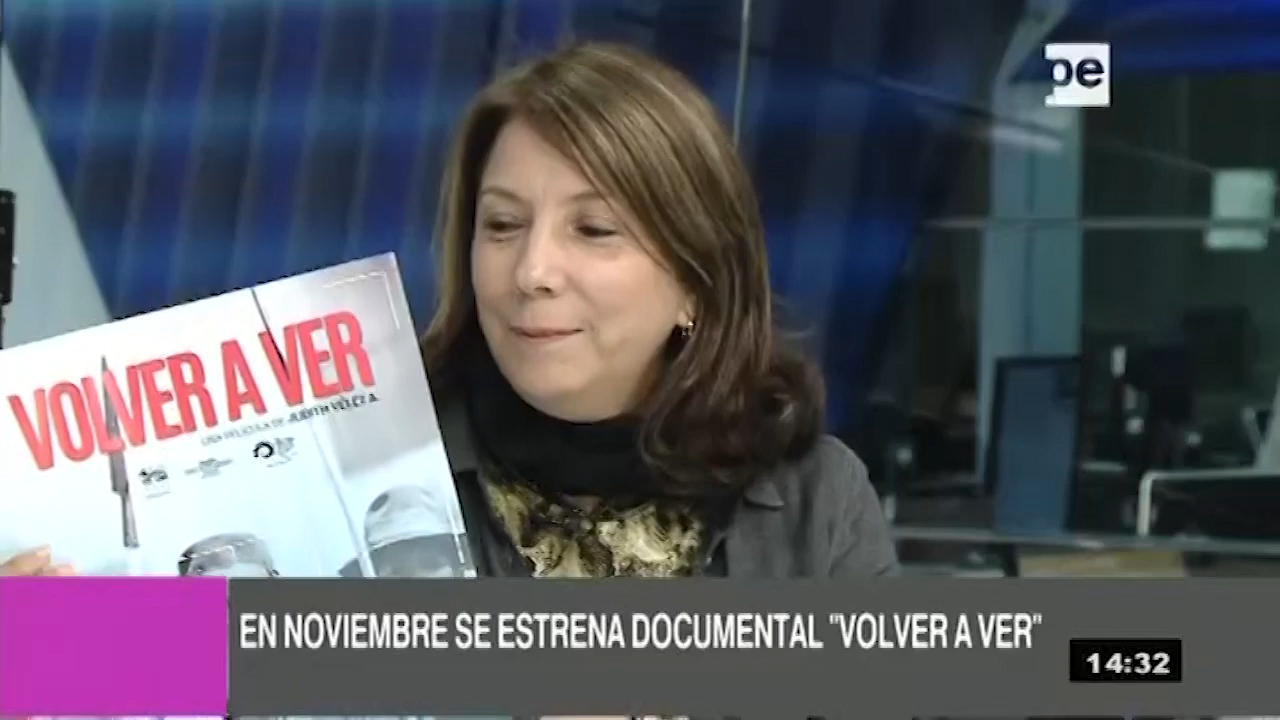 pe
VOLVER A VER
UNA PELÍCULA DE JUDITH VÉLEZ A.
EN NOVIEMBRE SE ESTRENA DOCUMENTAL "VOLVER A VER"
14:32